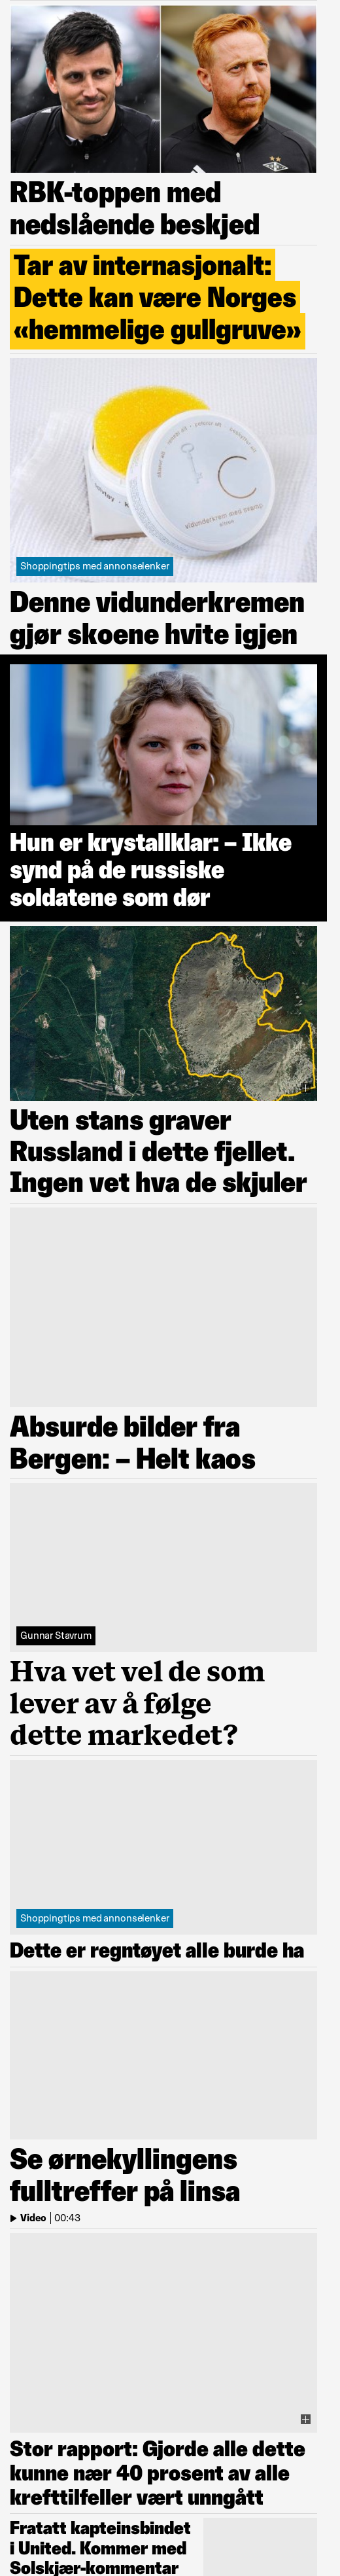 RBK-toppen med
nedslående beskjed
Tar av internasjonalt:
Dette kan være Norges
«hemmelige gullgruve»
vidunderkrem med svamp
Shoppingtips med annonselenker
Denne vidunderkremen
gjør skoene hvite igjen
Hun er krystallklar: – Ikke
synd på de russiske
soldatene som dør
Uten stans graver
Russland i dette fjellet.
Ingen vet hva de skjuler
Absurde bilder fra
Bergen: – Helt kaos
Gunnar Stavrum
Hva vet vel de som
lever av å følge
dette markedet?
Shoppingtips med annonselenker
Dette er regntøyet alle burde ha
Se ørnekyllingens
fulltreffer på linsa
Video 00:43
Stor rapport: Gjorde alle dette
kunne nær 40 prosent av alle
krefttilfeller vært unngått
Fratatt kapteinsbindet
i United. Kommer med
Solskjær-kommentar